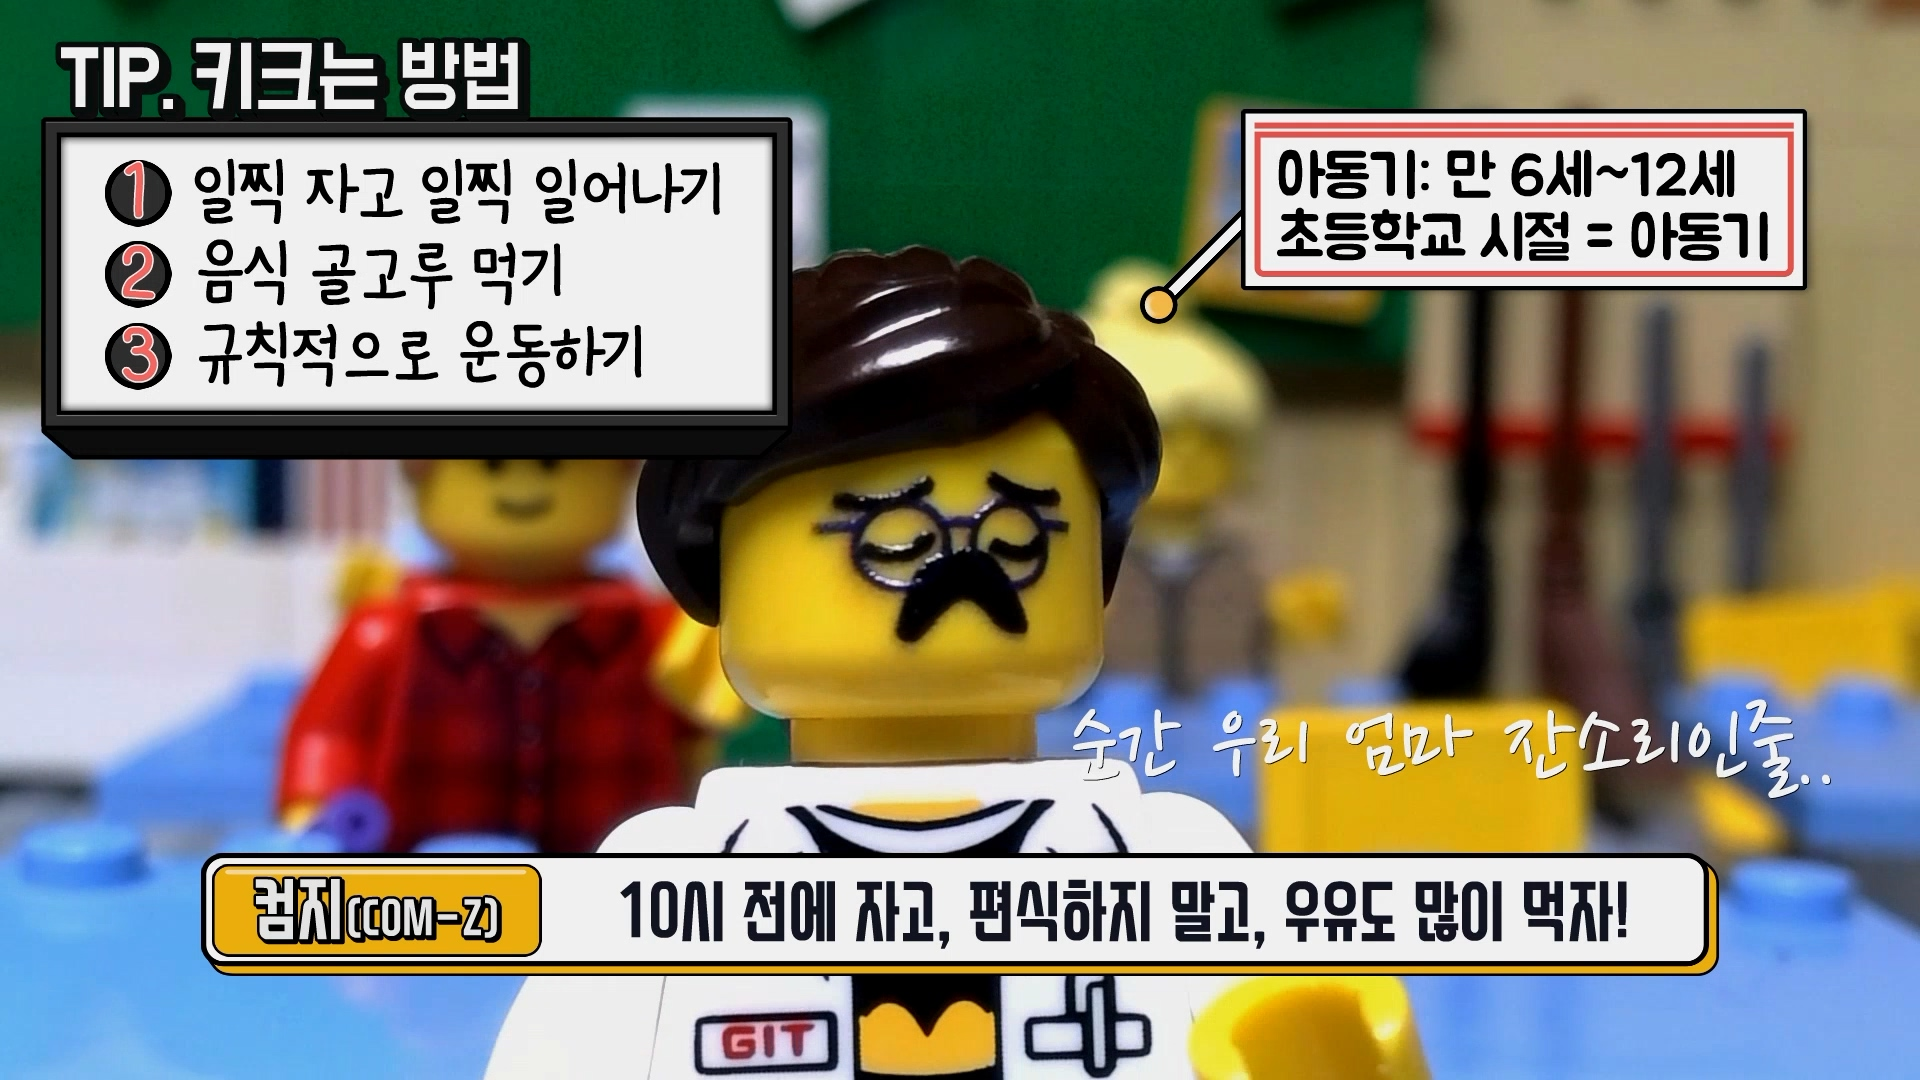 TIP. 키크는 방법
1 일찍 자고 일찍 일어나기
2 음식 골고루 먹기
3 규칙적으로 운동하기
아동기: 만 6세~12세
초등학교 시절 = 아동기
순간 우리 엄마 잔소리인줄..
컴지(COM-Z) 10시 전에 자고, 편식하지 말고, 우유도 많이 먹자!
GIT